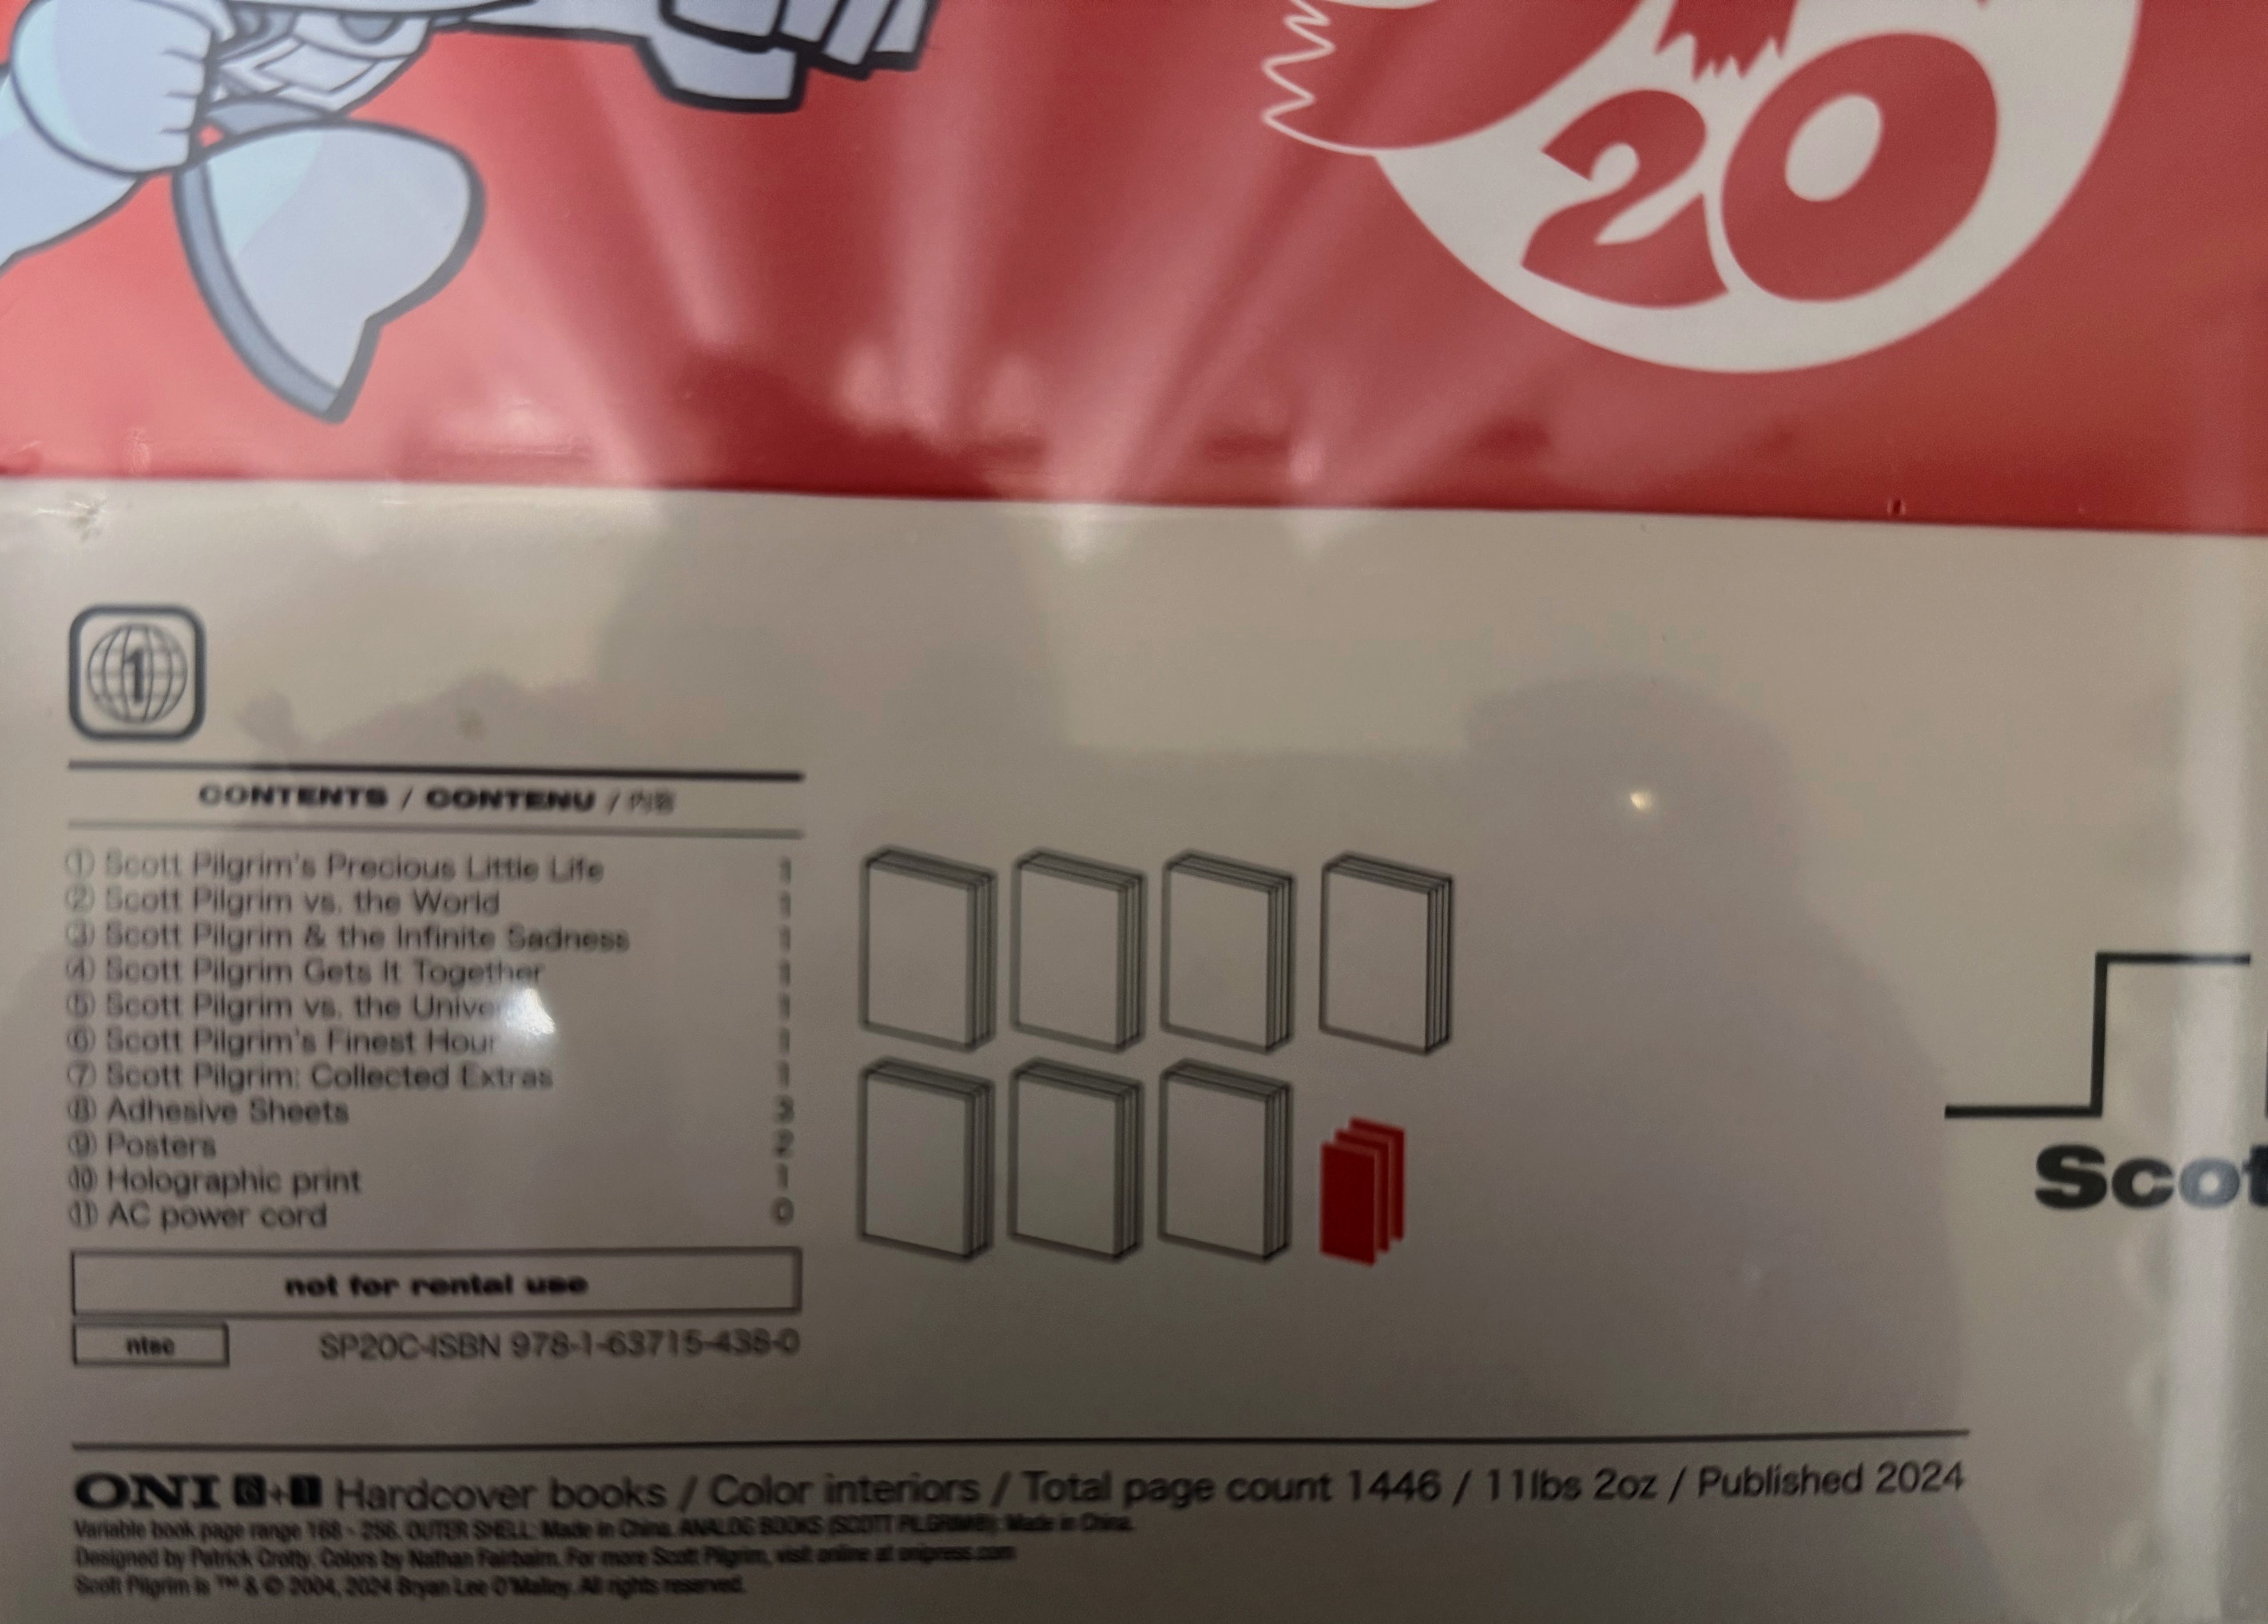 20
1
CONTENTS / CONTENU / 内容
① Scott Pilgrim's Precious Little Life 1
② Scott Pilgrim vs. the World 1
③ Scott Pilgrim & the Infinite Sadness 1
④ Scott Pilgrim Gets It Together 1
⑤ Scott Pilgrim vs. the Univer 1
⑥ Scott Pilgrim's Finest Hour 1
⑦ Scott Pilgrim: Collected Extras 1
⑧ Adhesive Sheets 3
⑨ Posters 2
⑩ Holographic print 1
⑪ AC power cord 0
not for rental use
ntsc SP20C-ISBN 978-1-63715-438-0
Scot
ONI 6+1 Hardcover books / Color interiors / Total page count 1446 / 11lbs 2oz / Published 2024
Variable book page range 168 - 256. OUTER SHELL: Made in China. ANALOG BOOKS (SCOTT PILGRIM®): Made in China.
Designed by Patrick Crotty. Colors by Nathan Fairbairn. For more Scott Pilgrim, visit online at onipress.com
Scott Pilgrim is ™ & © 2004, 2024 Bryan Lee O'Malley. All rights reserved.